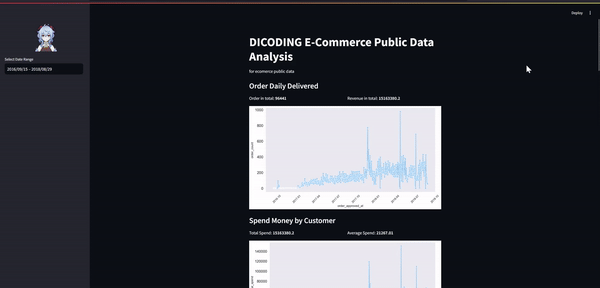 Deploy
Select Date Range
2016/09/15 - 2018/08/29
DICODING E-Commerce Public Data
Analysis
for ecomerce public data
Order Daily Delivered
Order in total: 96441
Revenue in total: 15163380.2
1000
800
600
400
200
0
order_count
order_approved_at
Spend Money by Customer
Total Spend: 15163380.2
Average Spend: 21267.01
140000
120000
100000
80000